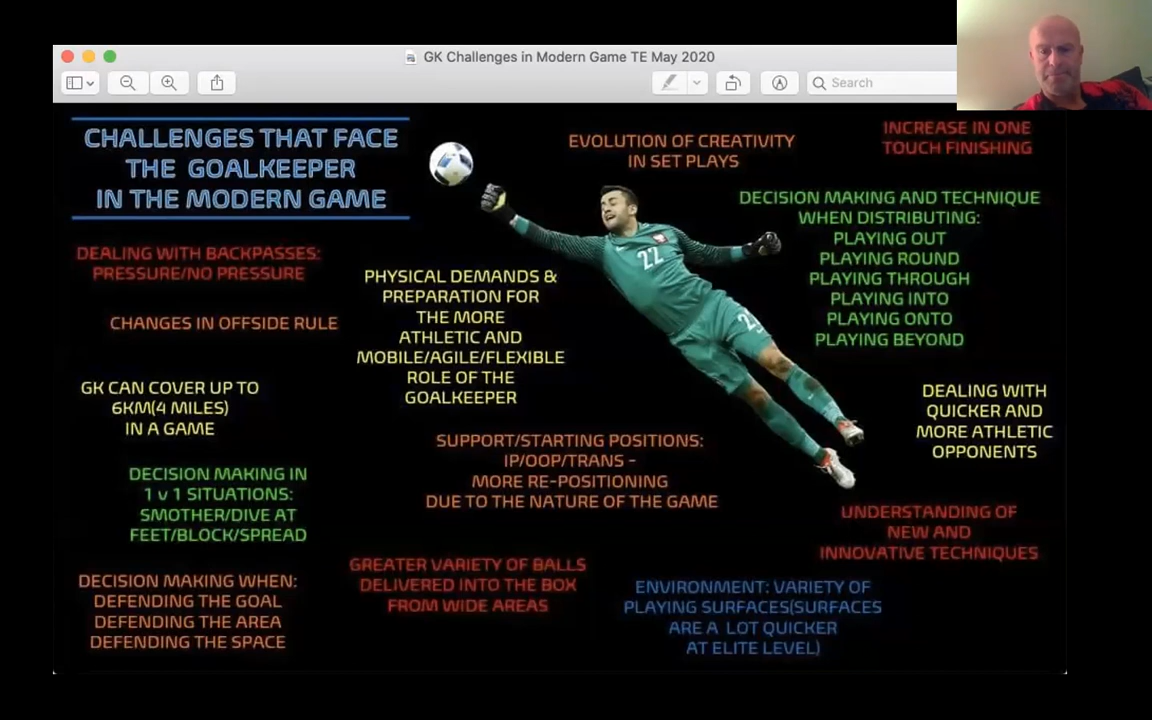 GK Challenges in Modern Game TE May 2020
Search
CHALLENGES THAT FACE
THE GOALKEEPER
IN THE MODERN GAME
EVOLUTION OF CREATIVITY
IN SET PLAYS
INCREASE IN ONE
TOUCH FINISHING
DECISION MAKING AND TECHNIQUE
WHEN DISTRIBUTING:
PLAYING OUT
PLAYING ROUND
PLAYING THROUGH
PLAYING INTO
PLAYING ONTO
PLAYING BEYOND
DEALING WITH BACKPASSES:
PRESSURE/NO PRESSURE
PHYSICAL DEMANDS &
PREPARATION FOR
THE MORE
ATHLETIC AND
MOBILE/AGILE/FLEXIBLE
ROLE OF THE
GOALKEEPER
22
CHANGES IN OFFSIDE RULE
GK CAN COVER UP TO
6KM(4 MILES)
IN A GAME
DEALING WITH
QUICKER AND
MORE ATHLETIC
OPPONENTS
SUPPORT/STARTING POSITIONS:
IP/OOP/TRANS -
MORE RE-POSITIONING
DUE TO THE NATURE OF THE GAME
DECISION MAKING IN
1 v 1 SITUATIONS:
SMOTHER/DIVE AT
FEET/BLOCK/SPREAD
UNDERSTANDING OF
NEW AND
INNOVATIVE TECHNIQUES
GREATER VARIETY OF BALLS
DELIVERED INTO THE BOX
FROM WIDE AREAS
DECISION MAKING WHEN:
DEFENDING THE GOAL
DEFENDING THE AREA
DEFENDING THE SPACE
ENVIRONMENT: VARIETY OF
PLAYING SURFACES(SURFACES
ARE A LOT QUICKER
AT ELITE LEVEL)